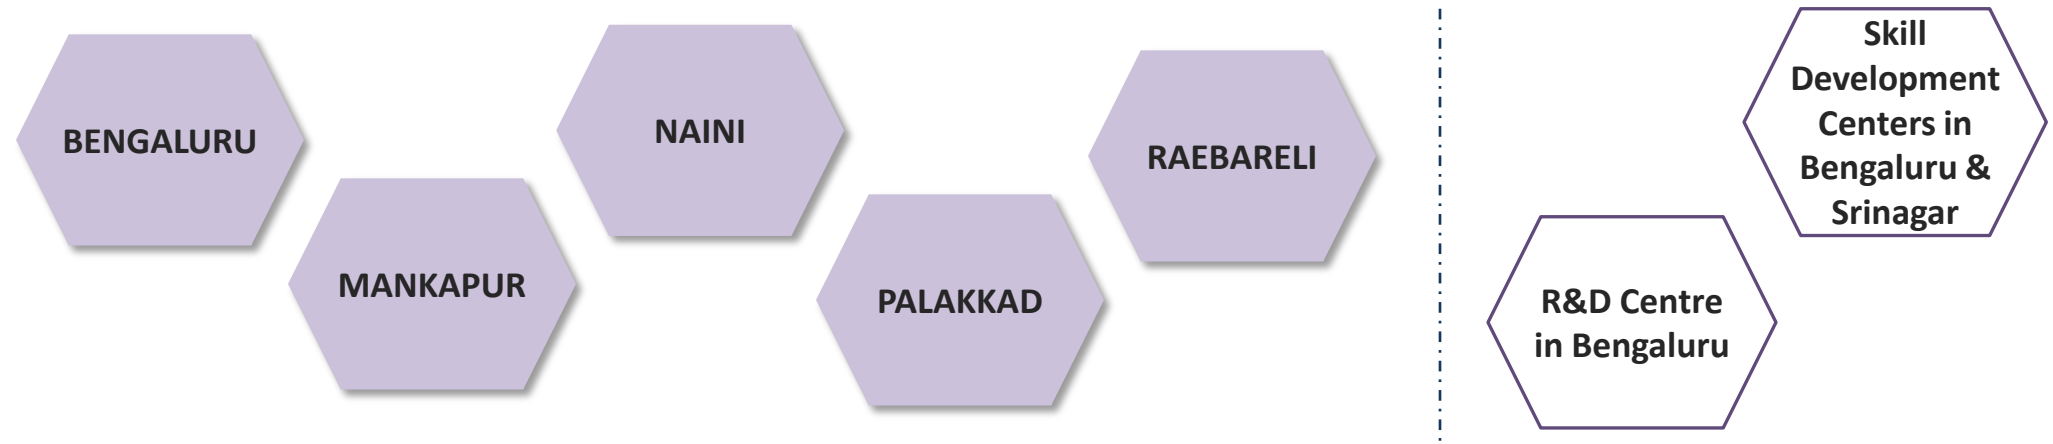 BENGALURU
MANKAPUR
NAINI
PALAKKAD
RAEBARELI
Skill
Development
Centers in
Bengaluru &
Srinagar
R&D Centre
in Bengaluru